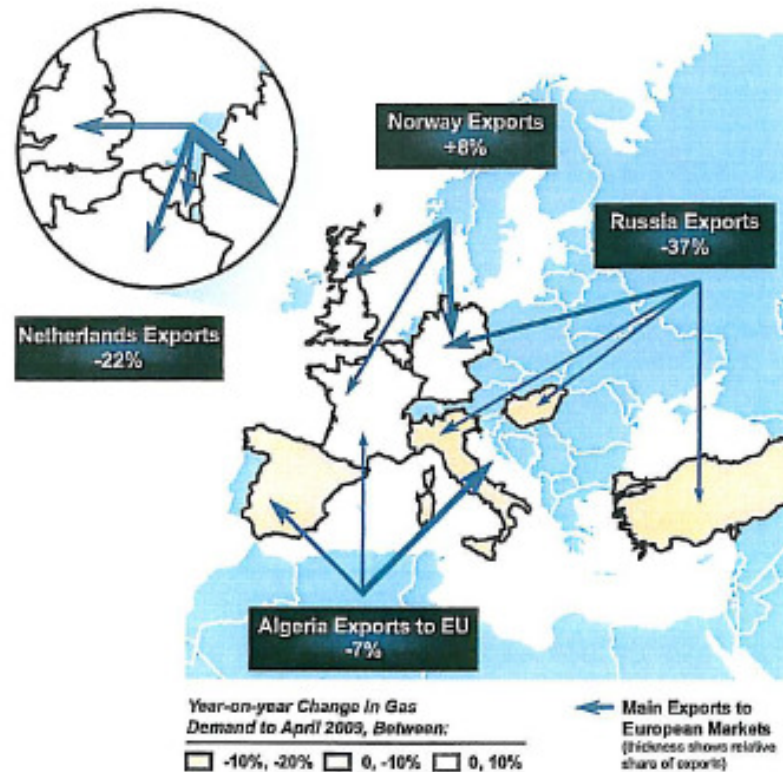 Norway Exports
+8%
Russia Exports
-37%
Netherlands Exports
-22%
Algeria Exports to EU
-7%
Year-on-year Change in Gas
Demand to April 2009, Between:
-10%, -20%
0, -10%
0, 10%
Main Exports to
European Markets
(thickness shows relative
share of exports)